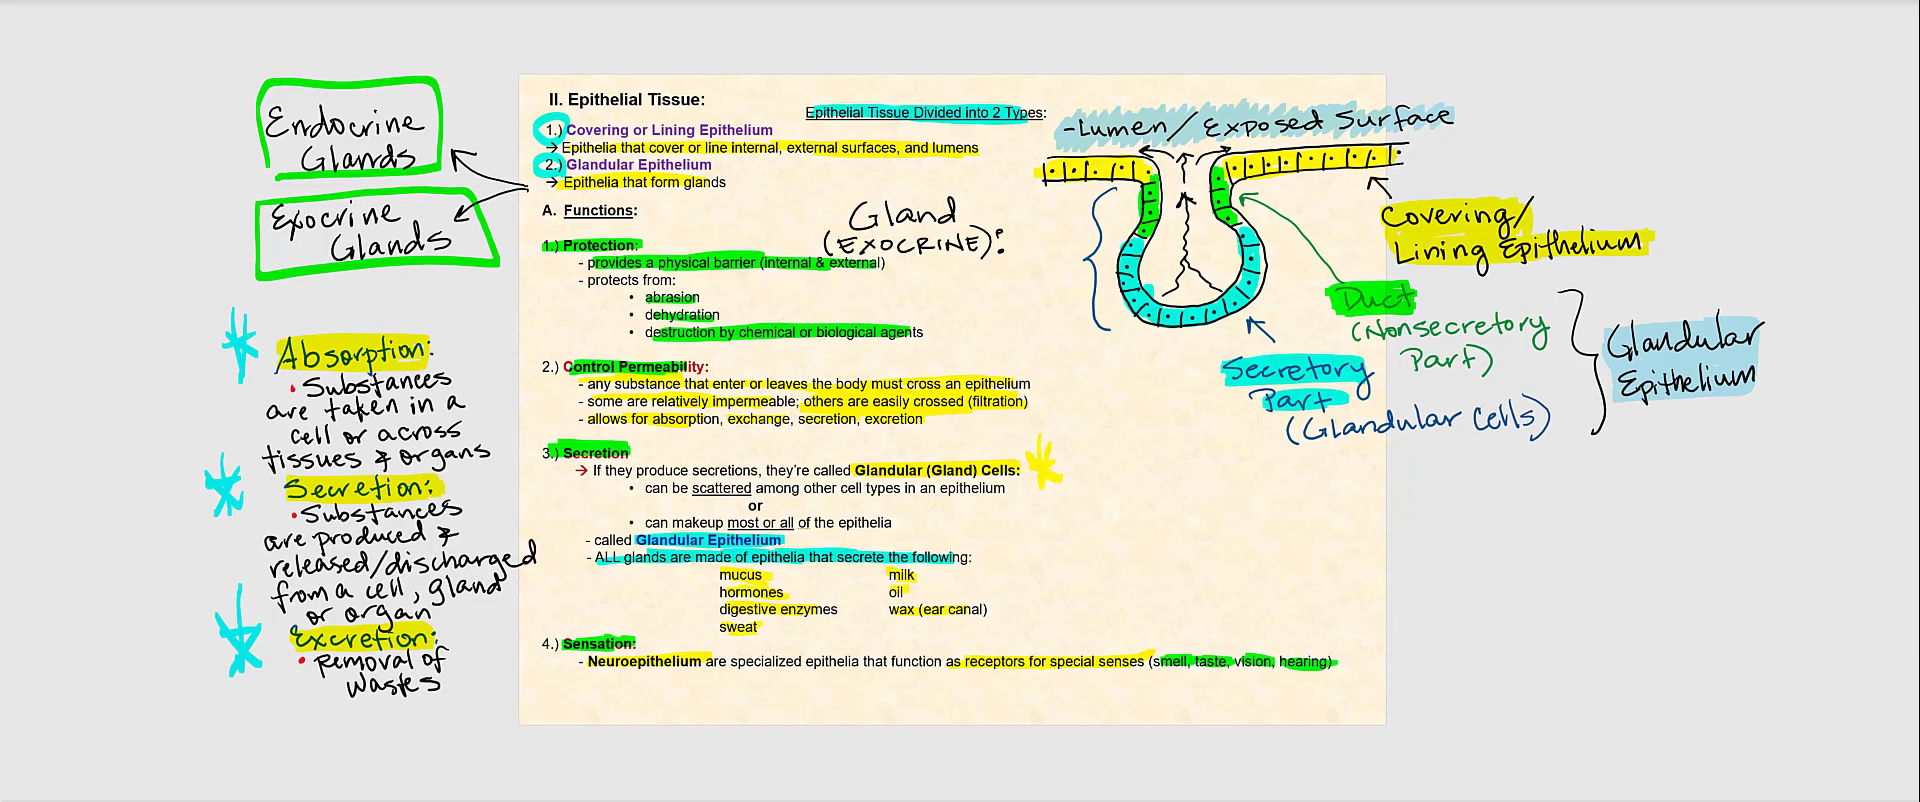 Endocrine
Glands
Exocrine
Glands
Absorption:
• Substances
are taken in a
cell or across
tissues & organs
Secretion:
• Substances
are produced &
released/discharged
from a cell, gland
or organ
Excretion:
• Removal of
wastes
II. Epithelial Tissue:
Epithelial Tissue Divided into 2 Types:
1.) Covering or Lining Epithelium
→ Epithelia that cover or line internal, external surfaces, and lumens
2.) Glandular Epithelium
→ Epithelia that form glands
A. Functions:
1.) Protection:
- provides a physical barrier (internal & external)
- protects from:
• abrasion
• dehydration
• destruction by chemical or biological agents
2.) Control Permeability:
- any substance that enter or leaves the body must cross an epithelium
- some are relatively impermeable; others are easily crossed (filtration)
- allows for absorption, exchange, secretion, excretion
3.) Secretion
→ If they produce secretions, they're called Glandular (Gland) Cells:
• can be scattered among other cell types in an epithelium
or
• can makeup most or all of the epithelia
- called Glandular Epithelium
- ALL glands are made of epithelia that secrete the following:
mucus milk
hormones oil
digestive enzymes wax (ear canal)
sweat
4.) Sensation:
- Neuroepithelium are specialized epithelia that function as receptors for special senses (smell, taste, vision, hearing)
Gland
(EXOCRINE):
-Lumen/Exposed Surface
Covering/
Lining Epithelium
Duct
(Nonsecretory
Part)
Secretory
Part
(Glandular Cells)
Glandular
Epithelium